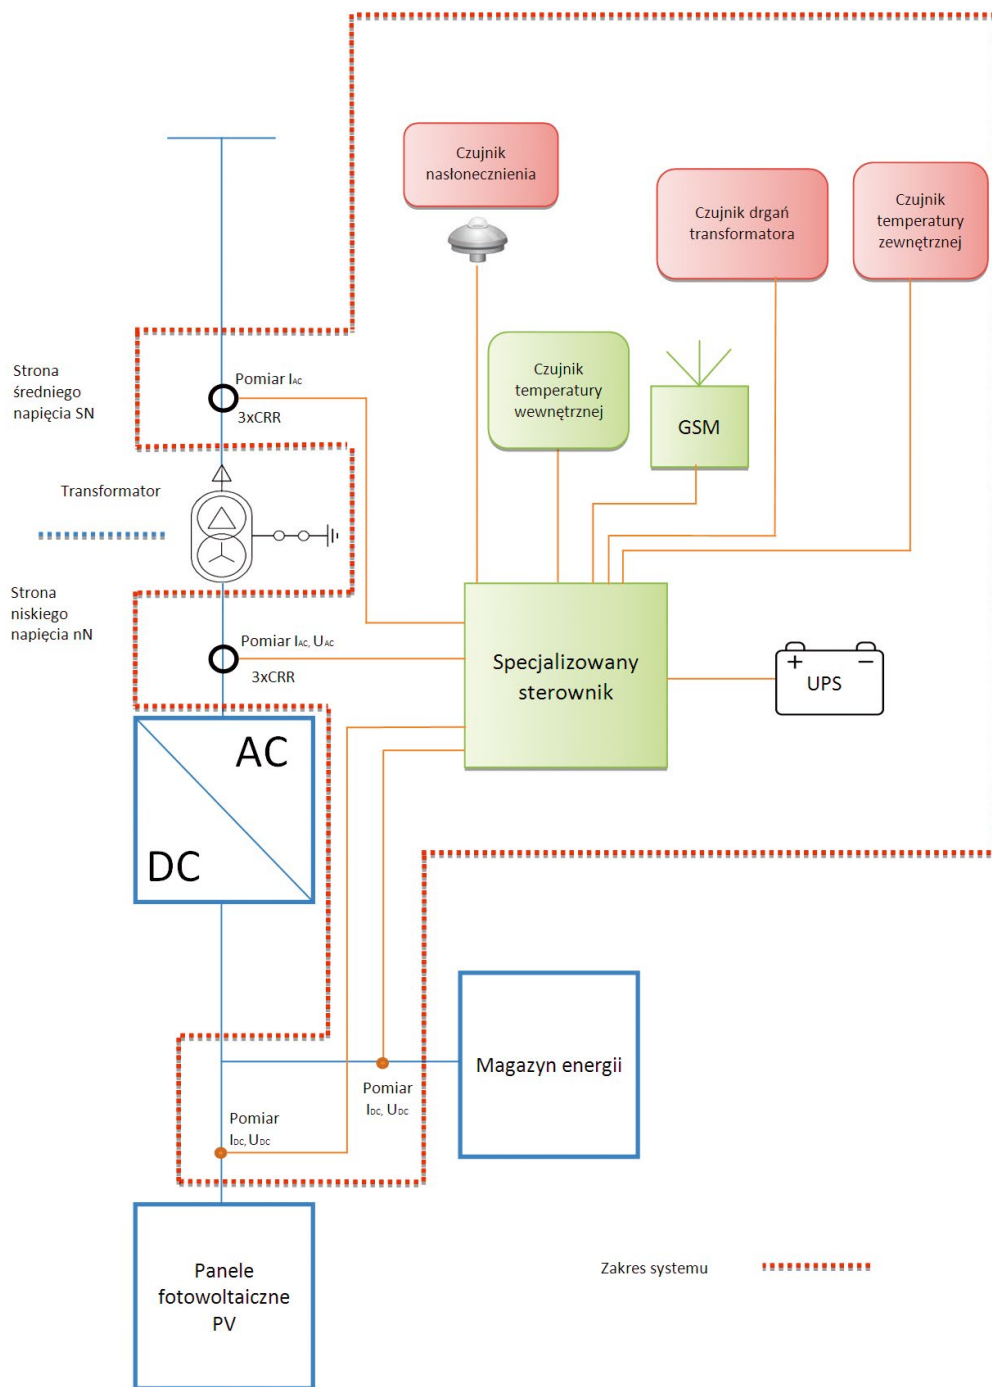 Czujnik
nasłonecznienia
Czujnik drgań
transformatora
Czujnik
temperatury
zewnętrznej
Strona
średniego
napięcia SN
Pomiar IAC
3xCRR
Czujnik
temperatury
wewnętrznej
GSM
Transformator
Strona
niskiego
napięcia nN
Pomiar IAC, UAC
3xCRR
Specjalizowany
sterownik
+ −
UPS
AC
DC
Magazyn energii
Pomiar
IDC, UDC
Pomiar
IDC, UDC
Panele
fotowoltaiczne
PV
Zakres systemu